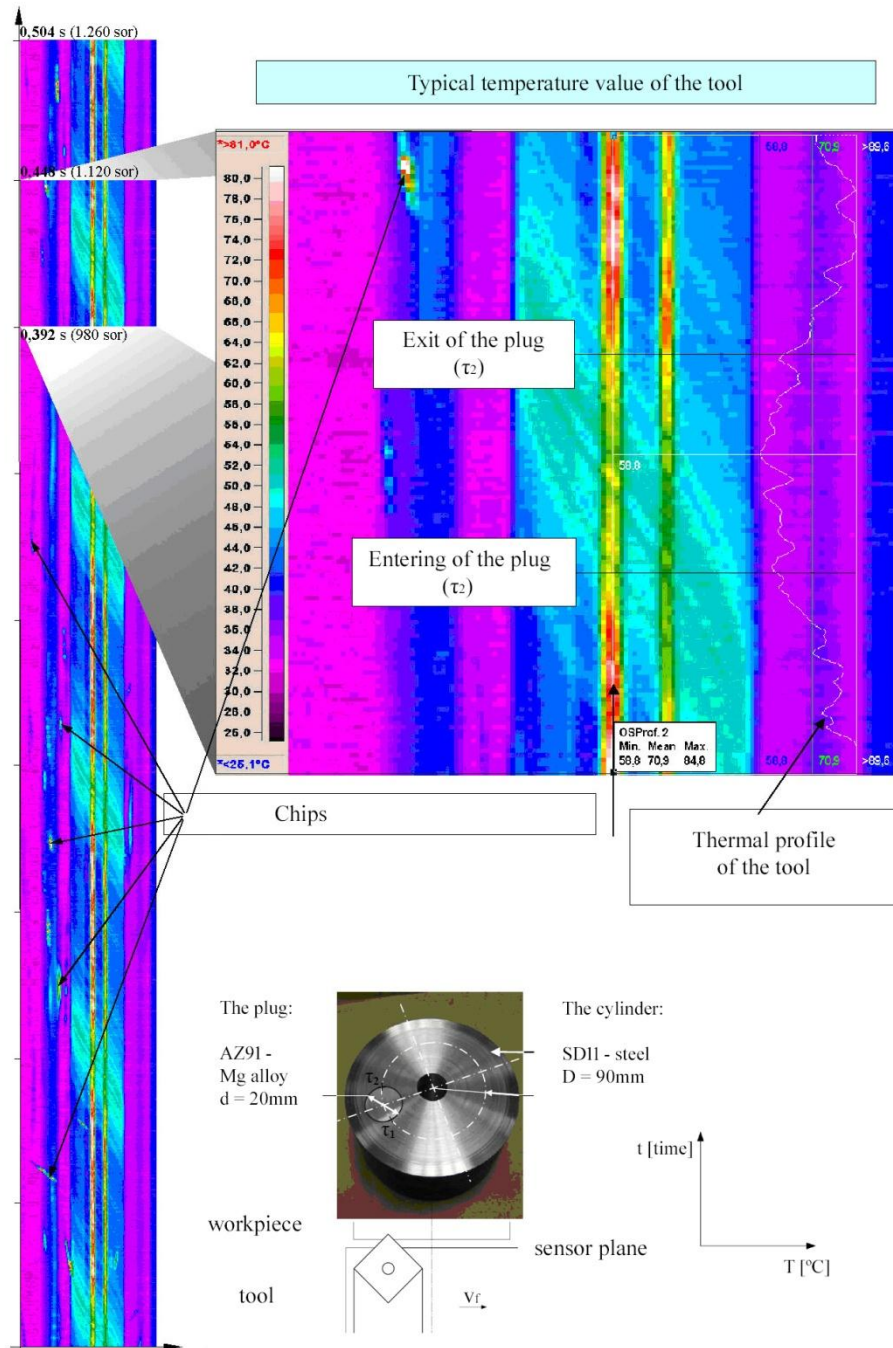 0,504 s (1.260 sor)
Typical temperature value of the tool
*>81,0°C
58,8 70,9 >89,6
0,448 s (1.120 sor)
80,0
78,0
76,0
74,0
72,0
70,0
68,0
66,0
64,0
62,0
60,0
58,0
56,0
54,0
52,0
50,0
48,0
46,0
44,0
42,0
40,0
38,0
36,0
34,0
32,0
30,0
28,0
26,0
*<25,1°C
0,392 s (980 sor)
Exit of the plug
(τ2)
58,8
Entering of the plug
(τ2)
OSProf. 2
Min. Mean Max.
58,8 70,9 84,8
58,8 70,9 >89,6
Chips
Thermal profile
of the tool
The plug:
AZ91 -
Mg alloy
d = 20mm
The cylinder:
SD11 - steel
D = 90mm
τ2
τ1
workpiece
sensor plane
tool
Vf
t [time]
T [°C]